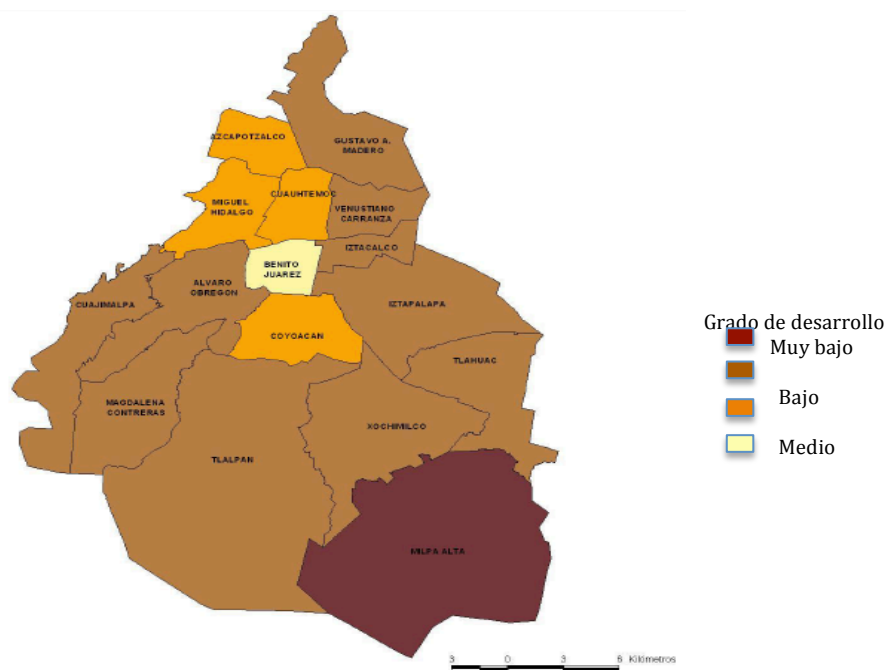 AZCAPOTZALCO
GUSTAVO A.
MADERO
MIGUEL
HIDALGO
CUAUHTEMOC
VENUSTIANO
CARRANZA
IZTACALCO
BENITO
JUAREZ
CUAJIMALPA
ALVARO
OBREGON
IZTAPALAPA
COYOACAN
TLAHUAC
MAGDALENA
CONTRERAS
XOCHIMILCO
TLALPAN
MILPA ALTA
Grado de desarrollo
Muy bajo
Bajo
Medio
3 0 3 6 Kilómetros